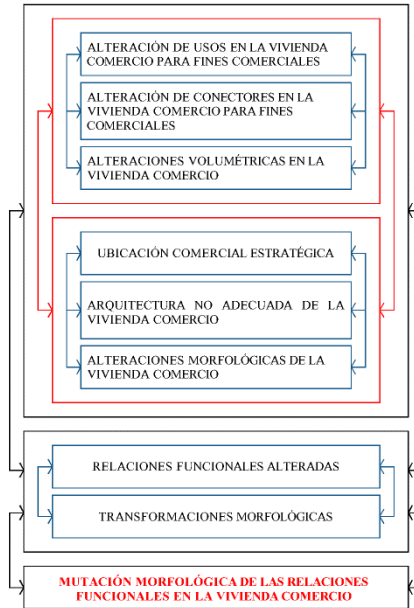 ALTERACIÓN DE USOS EN LA VIVIENDA
COMERCIO PARA FINES COMERCIALES
ALTERACIÓN DE CONECTORES EN LA
VIVIENDA COMERCIO PARA FINES
COMERCIALES
ALTERACIONES VOLUMÉTRICAS EN LA
VIVIENDA COMERCIO
UBICACIÓN COMERCIAL ESTRATÉGICA
ARQUITECTURA NO ADECUADA DE LA
VIVIENDA COMERCIO
ALTERACIONES MORFOLÓGICAS DE LA
VIVIENDA COMERCIO
RELACIONES FUNCIONALES ALTERADAS
TRANSFORMACIONES MORFOLÓGICAS
MUTACIÓN MORFOLÓGICA DE LAS RELACIONES
FUNCIONALES EN LA VIVIENDA COMERCIO